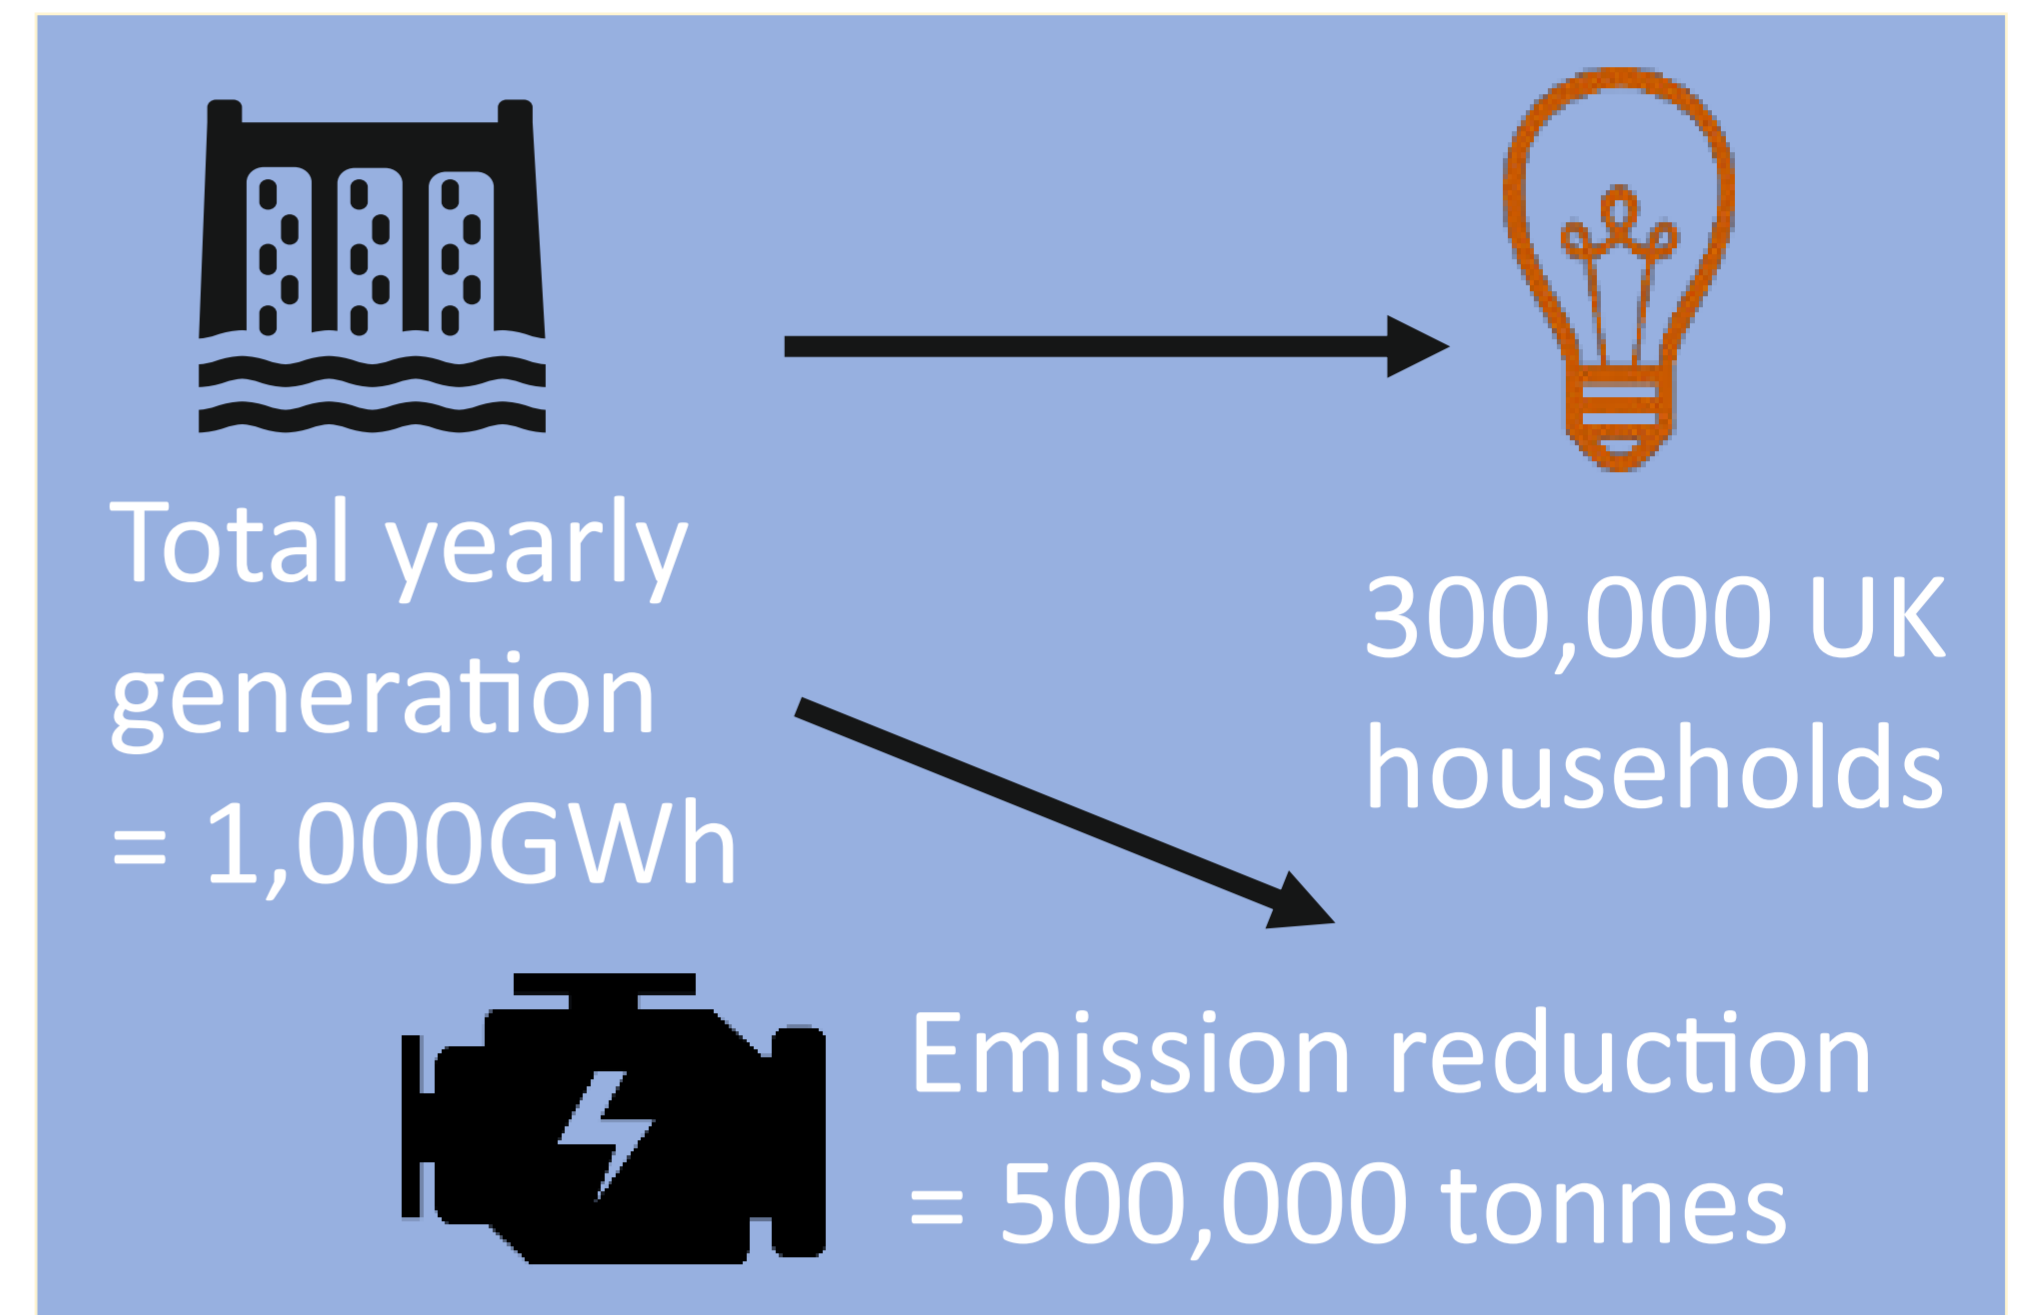 Total yearly
generation
= 1,000GWh
300,000 UK
households
Emission reduction
= 500,000 tonnes